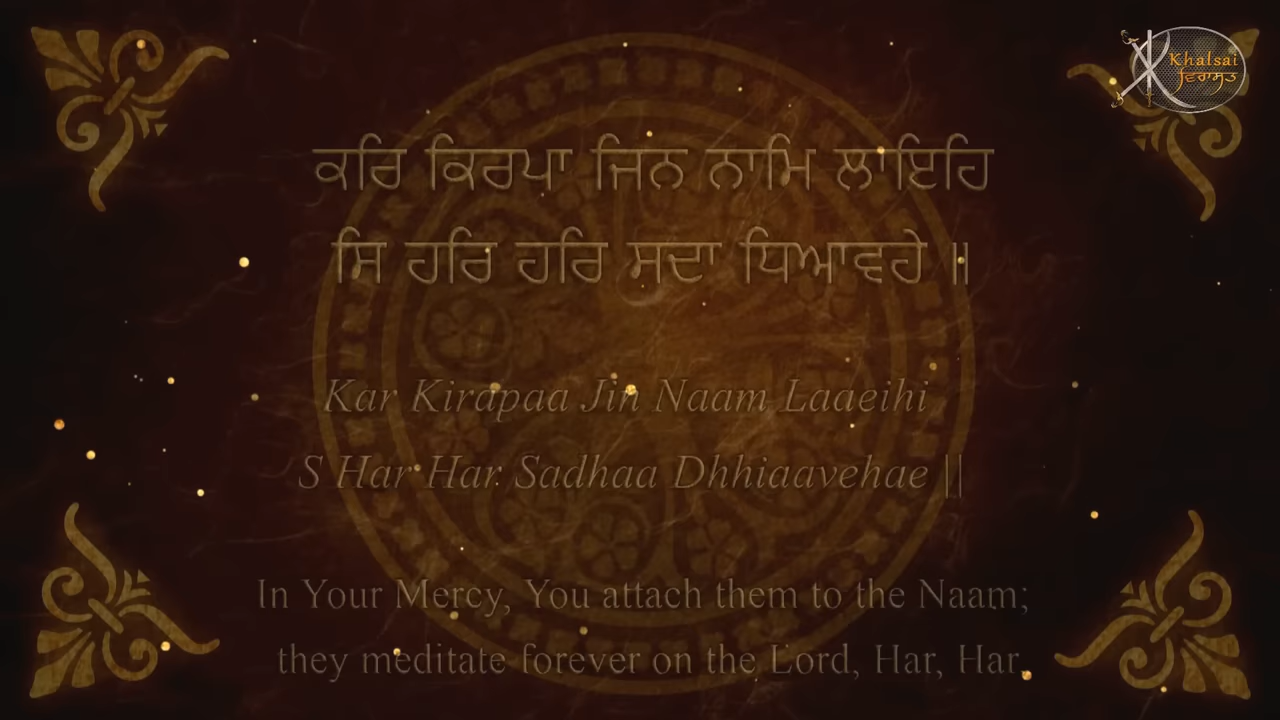 Khalsai
ਵਿਰਾਸਤ
ਕਰਿ ਕਿਰਪਾ ਜਿਨ ਨਾਮਿ ਲਾਇਹਿ
ਸਿ ਹਰਿ ਹਰਿ ਸਦਾ ਧਿਆਵਹੇ ॥
Kar Kirapaa Jin Naam Laaeihi
S Har Har Sadhaa Dhhiaavehae ||
In Your Mercy, You attach them to the Naam;
they meditate forever on the Lord, Har, Har.